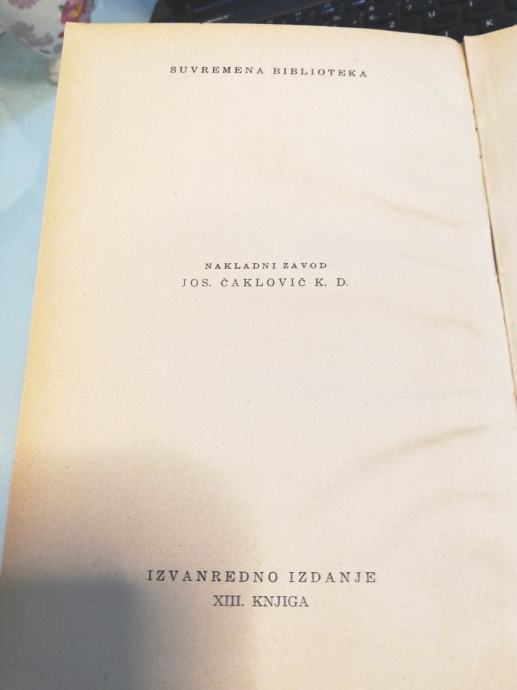 SUVREMENA BIBLIOTEKA
NAKLADNI ZAVOD
JOS. ČAKLOVIĆ K. D.
IZVANREDNO IZDANJE
XIII. KNJIGA